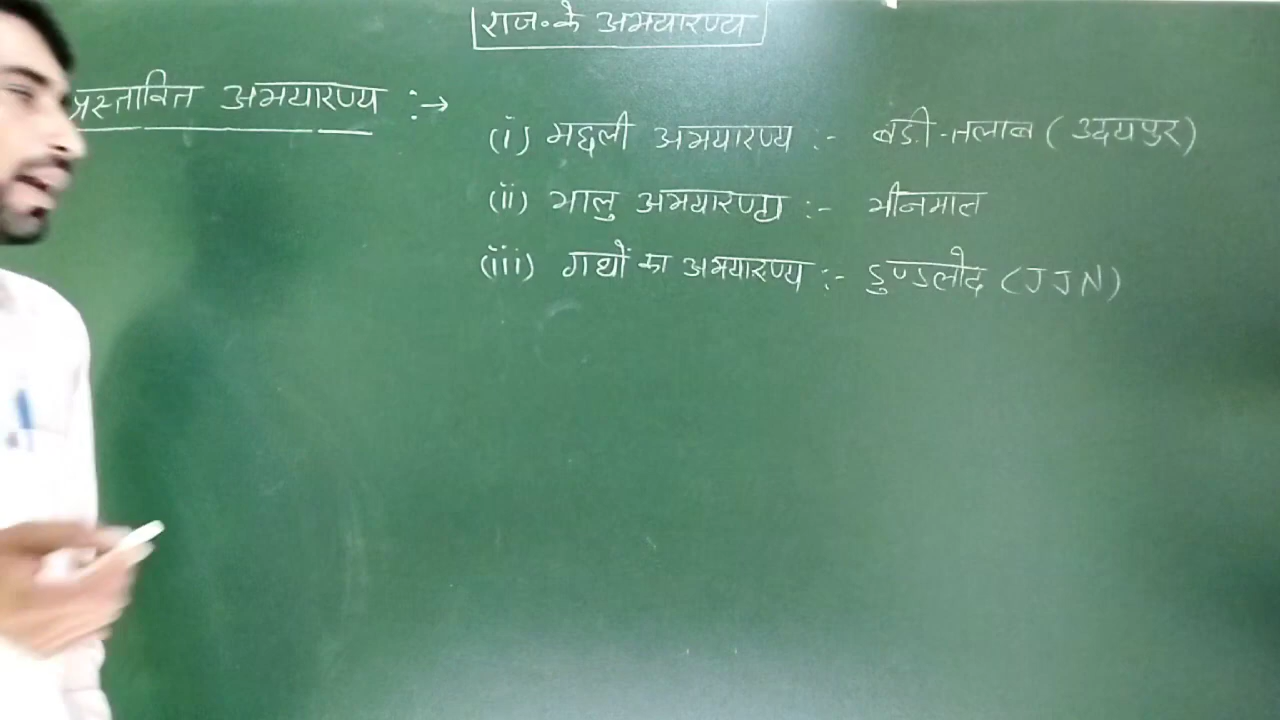 राज॰के अभयारण्य
प्रस्तावित अभयारण्य :→
(i) मछली अभयारण्य :- बडी-तलाब (उदयपुर)
(ii) भालु अभयारण्य :- भीनमाल
(iii) गधों का अभयारण्य :- डुण्डलोद (JJN)